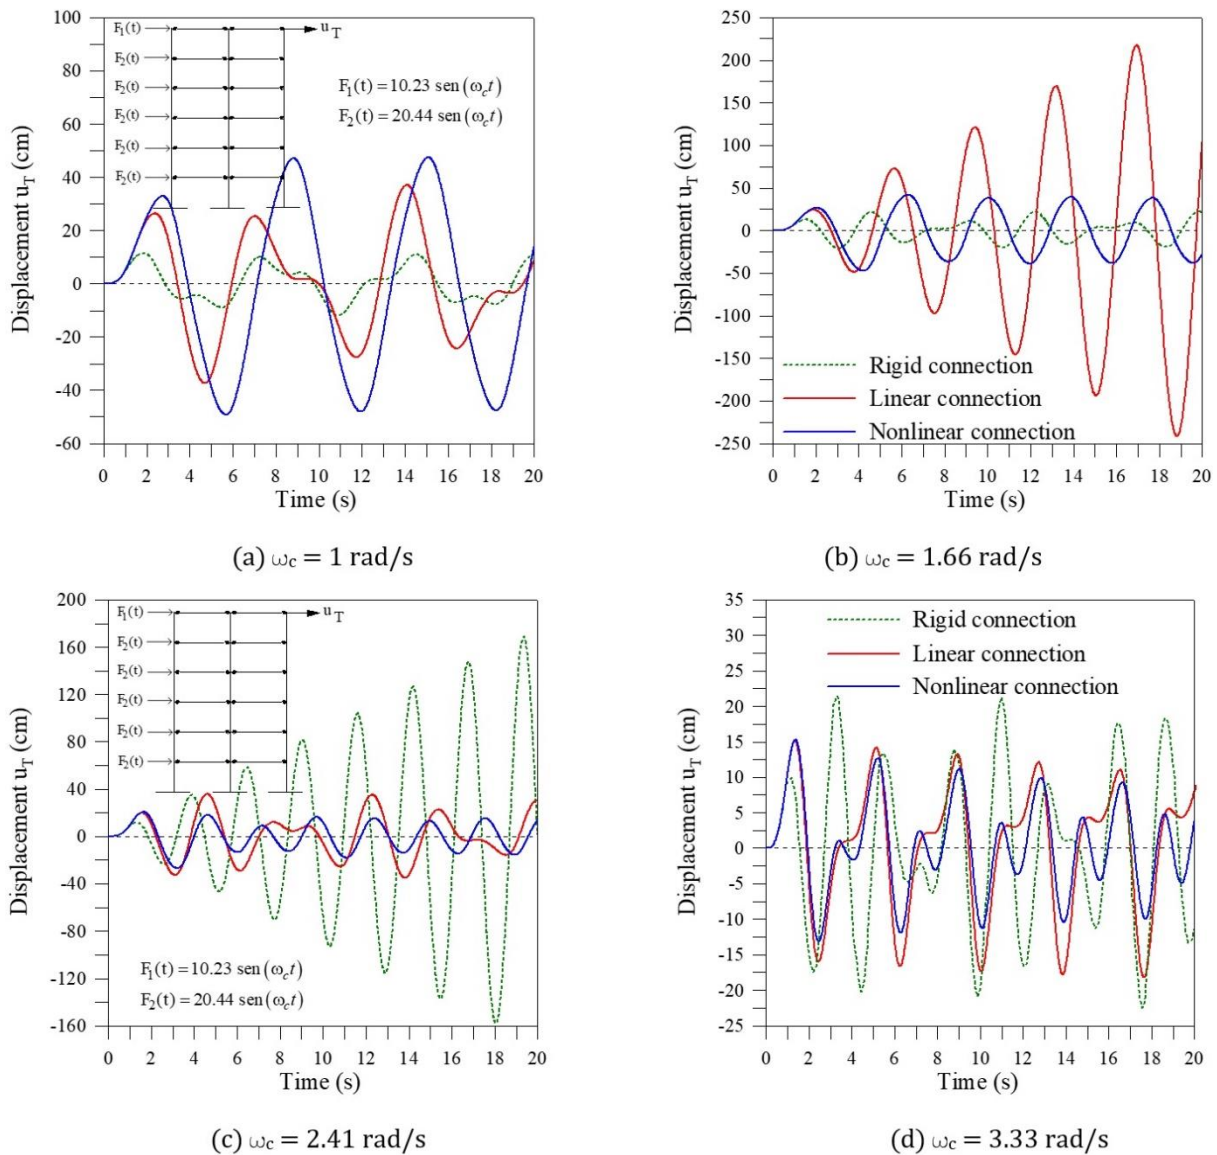 100
80
60
40
20
0
-20
-40
-60
Displacement u_T (cm)
F₁(t)
F₂(t)
F₂(t)
F₂(t)
F₂(t)
F₂(t)
u_T
F₁(t) = 10.23 sen(ω_c t)
F₂(t) = 20.44 sen(ω_c t)
0 2 4 6 8 10 12 14 16 18 20
Time (s)
(a) ω_c = 1 rad/s
250
200
150
100
50
0
-50
-100
-150
-200
-250
Displacement u_T (cm)
Rigid connection
Linear connection
Nonlinear connection
0 2 4 6 8 10 12 14 16 18 20
Time (s)
(b) ω_c = 1.66 rad/s
200
160
120
80
40
0
-40
-80
-120
-160
Displacement u_T (cm)
F₁(t)
F₂(t)
F₂(t)
F₂(t)
F₂(t)
F₂(t)
u_T
F₁(t) = 10.23 sen(ω_c t)
F₂(t) = 20.44 sen(ω_c t)
0 2 4 6 8 10 12 14 16 18 20
Time (s)
(c) ω_c = 2.41 rad/s
35
30
25
20
15
10
5
0
-5
-10
-15
-20
-25
Displacement u_T (cm)
Rigid connection
Linear connection
Nonlinear connection
0 2 4 6 8 10 12 14 16 18 20
Time (s)
(d) ω_c = 3.33 rad/s